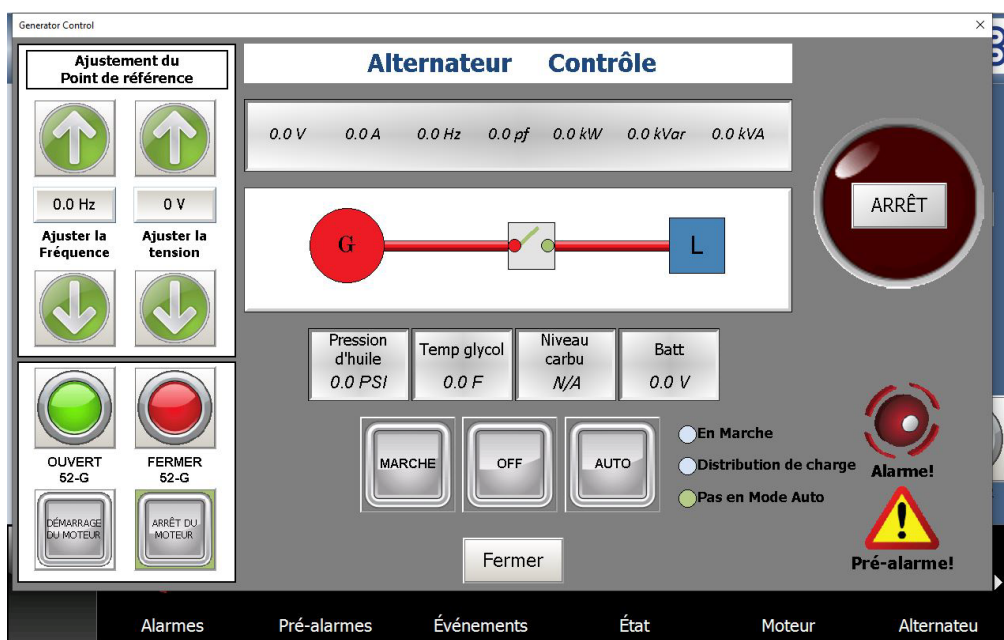 Generator Control
Ajustement du
Point de référence
0.0 Hz
0 V
Ajuster la
Fréquence
Ajuster la
tension
OUVERT
52-G
FERMER
52-G
DÉMARRAGE
DU MOTEUR
ARRÊT DU
MOTEUR
Alternateur Contrôle
0.0 V 0.0 A 0.0 Hz 0.0 pf 0.0 kW 0.0 kVar 0.0 kVA
G
L
Pression
d'huile
0.0 PSI
Temp glycol
0.0 F
Niveau
carbu
N/A
Batt
0.0 V
MARCHE
OFF
AUTO
En Marche
Distribution de charge
Pas en Mode Auto
Fermer
ARRÊT
Alarme!
Pré-alarme!
Alarmes Pré-alarmes Événements État Moteur Alternateu